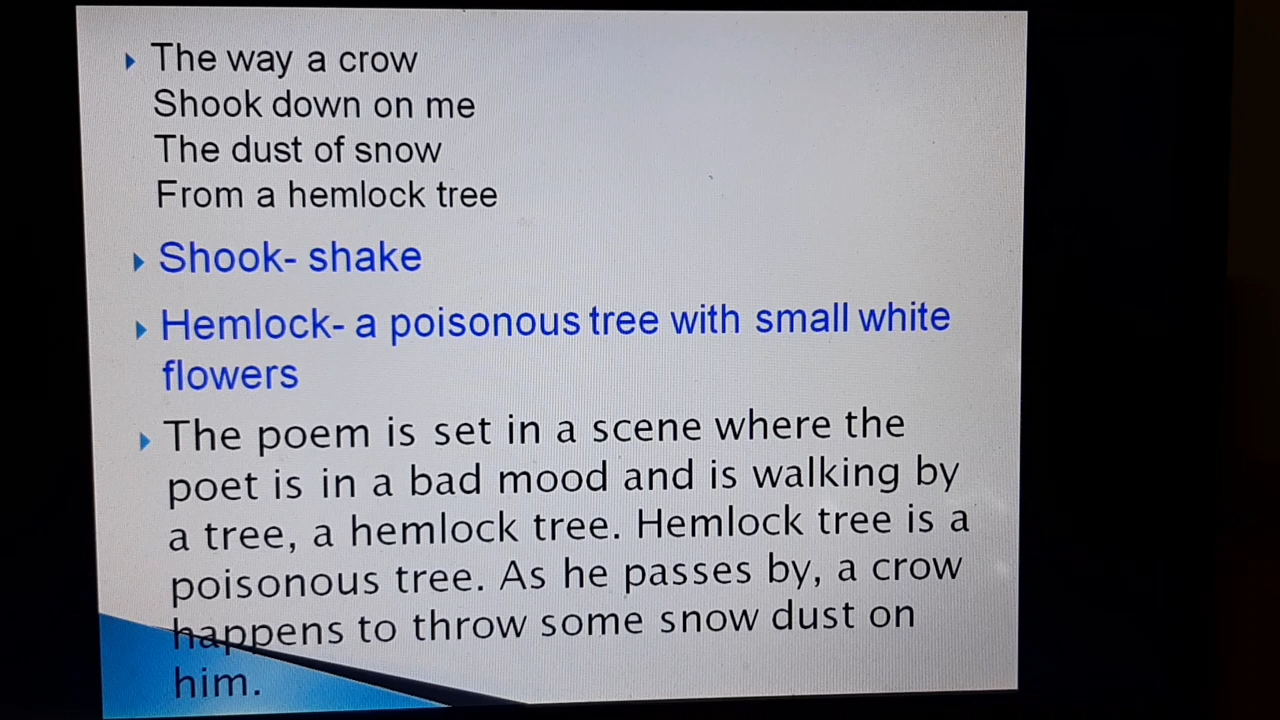 The way a crow
Shook down on me
The dust of snow
From a hemlock tree
Shook- shake
Hemlock- a poisonous tree with small white
flowers
The poem is set in a scene where the
poet is in a bad mood and is walking by
a tree, a hemlock tree. Hemlock tree is a
poisonous tree. As he passes by, a crow
happens to throw some snow dust on
him.